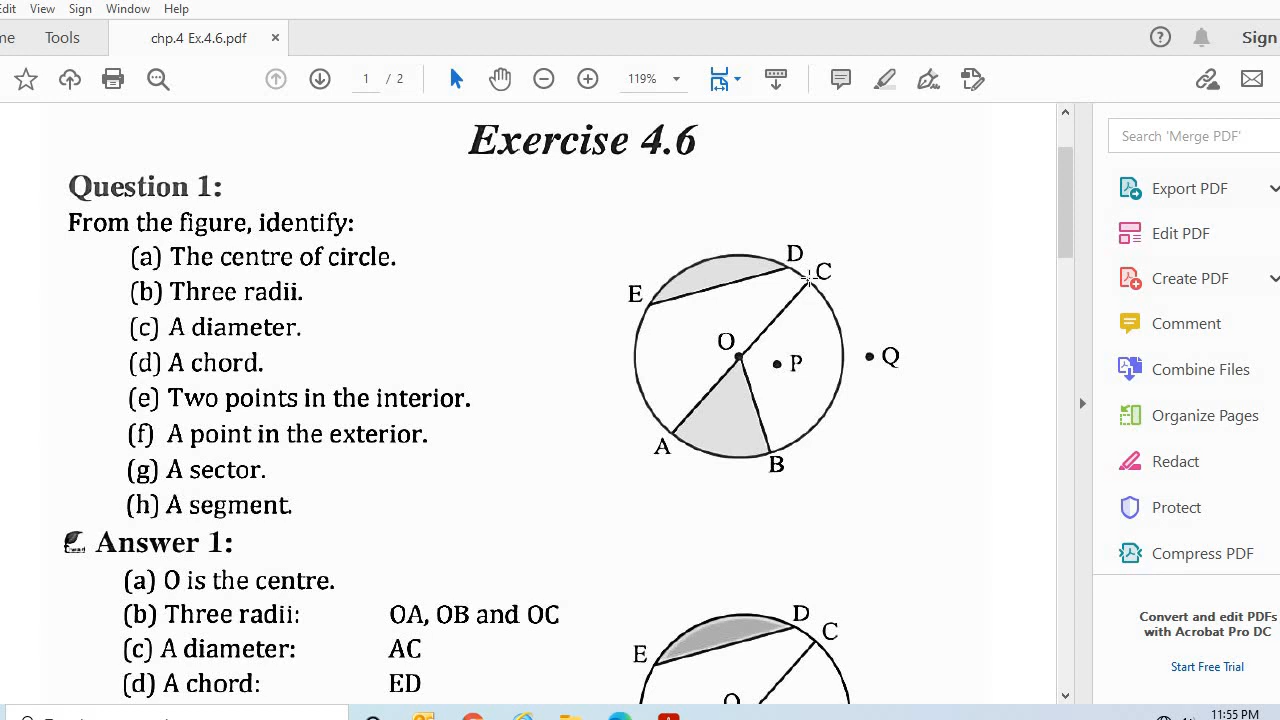 Edit View Sign Window Help
me Tools chp.4 Ex.4.6.pdf × Sign
1 / 2 119%
Exercise 4.6
Search 'Merge PDF'
Question 1:
From the figure, identify:
(a) The centre of circle.
(b) Three radii.
(c) A diameter.
(d) A chord.
(e) Two points in the interior.
(f) A point in the exterior.
(g) A sector.
(h) A segment.
D
C
E
O
P
Q
A
B
Answer 1:
(a) O is the centre.
(b) Three radii: OA, OB and OC
(c) A diameter: AC
(d) A chord: ED
D
C
E
Export PDF
Edit PDF
Create PDF
Comment
Combine Files
Organize Pages
Redact
Protect
Compress PDF
Convert and edit PDFs
with Acrobat Pro DC
Start Free Trial
11:55 PM